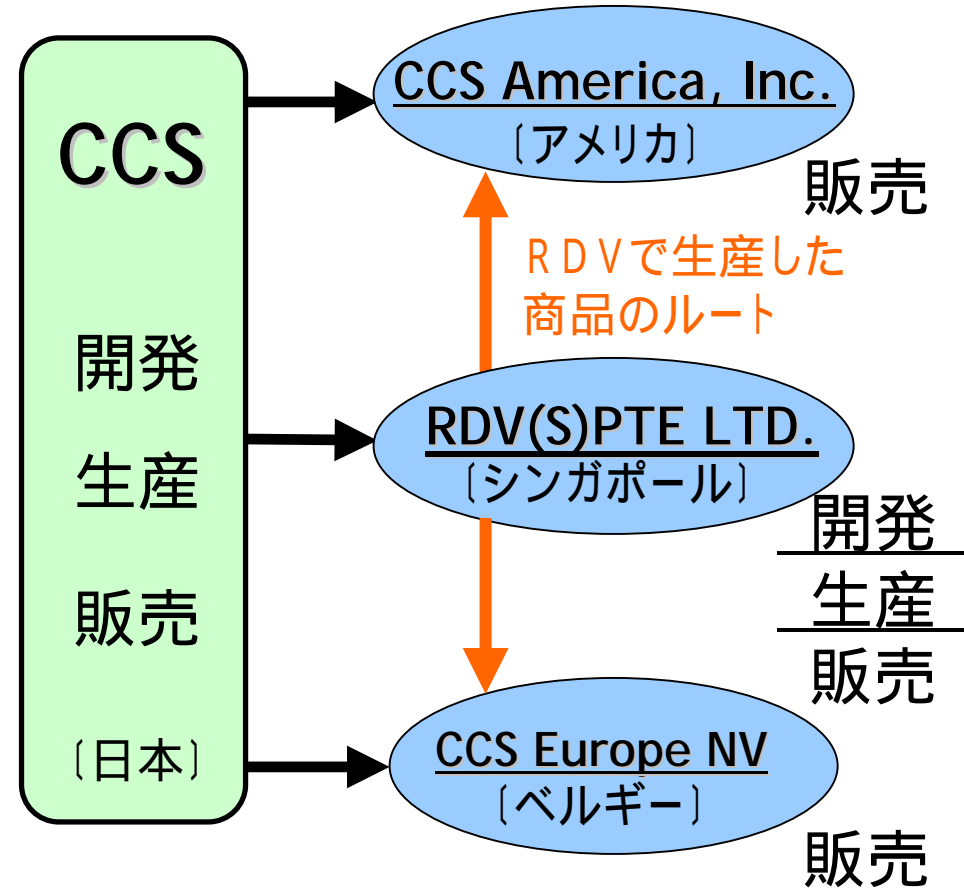 CCS
開発
生産
販売
〔日本〕
CCS America, Inc.
〔アメリカ〕
販売
ＲＤＶで生産した
商品のルート
RDV(S)PTE LTD.
〔シンガポール〕
開発
生産
販売
CCS Europe NV
〔ベルギー〕
販売